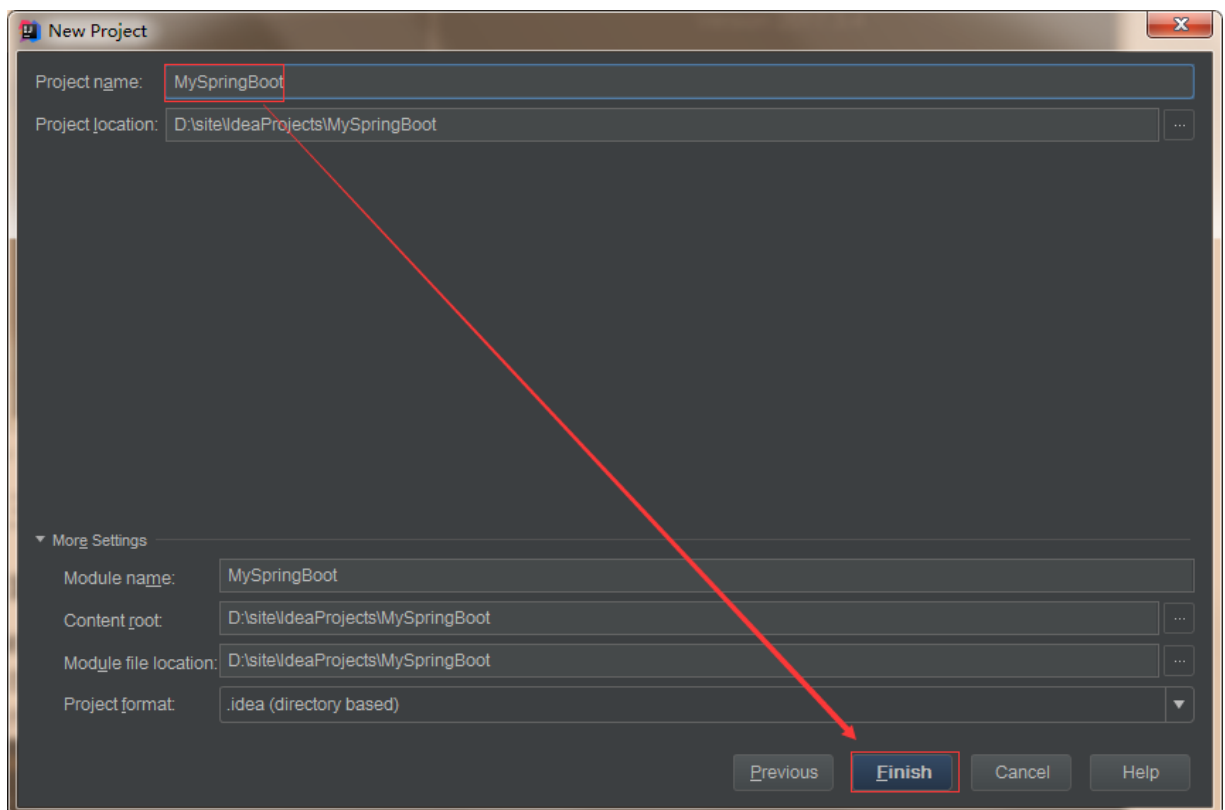 New Project
Project name: MySpringBoot
Project location: D:\site\IdeaProjects\MySpringBoot ...
More Settings
Module name: MySpringBoot
Content root: D:\site\IdeaProjects\MySpringBoot ...
Module file location: D:\site\IdeaProjects\MySpringBoot ...
Project format: .idea (directory based)
Previous Finish Cancel Help